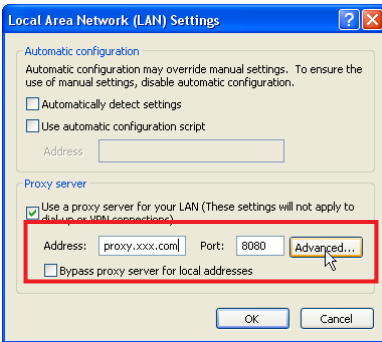 Local Area Network (LAN) Settings
Automatic configuration
Automatic configuration may override manual settings. To ensure the
use of manual settings, disable automatic configuration.
Automatically detect settings
Use automatic configuration script
Address
Proxy server
Use a proxy server for your LAN (These settings will not apply to
dial-up or VPN connections).
Address: proxy.xxx.com Port: 8080 Advanced...
Bypass proxy server for local addresses
OK Cancel